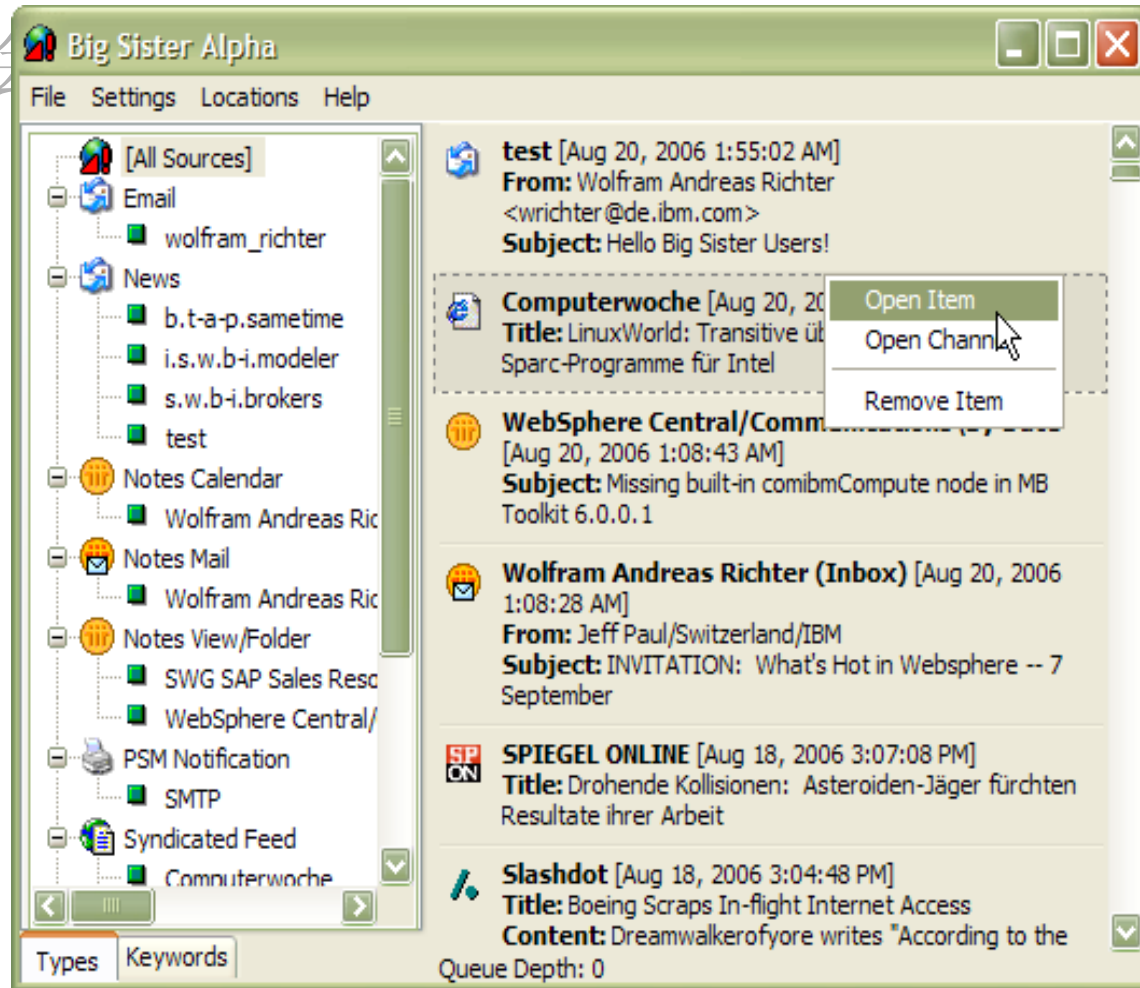 Big Sister Alpha
File Settings Locations Help
[All Sources]
Email
wolfram_richter
News
b.t-a-p.sametime
i.s.w.b-i.modeler
s.w.b-i.brokers
test
Notes Calendar
Wolfram Andreas Ric
Notes Mail
Wolfram Andreas Ric
Notes View/Folder
SWG SAP Sales Reso
WebSphere Central/
PSM Notification
SMTP
Syndicated Feed
Computerwoche
Types Keywords
test [Aug 20, 2006 1:55:02 AM]
From: Wolfram Andreas Richter
<wrichter@de.ibm.com>
Subject: Hello Big Sister Users!
Computerwoche [Aug 20, 20
Title: LinuxWorld: Transitive üb
Sparc-Programme für Intel
Open Item
Open Chann
Remove Item
WebSphere Central/Comm
[Aug 20, 2006 1:08:43 AM]
Subject: Missing built-in comibmCompute node in MB
Toolkit 6.0.0.1
Wolfram Andreas Richter (Inbox) [Aug 20, 2006
1:08:28 AM]
From: Jeff Paul/Switzerland/IBM
Subject: INVITATION: What's Hot in Websphere -- 7
September
SP
ON
SPIEGEL ONLINE [Aug 18, 2006 3:07:08 PM]
Title: Drohende Kollisionen: Asteroiden-Jäger fürchten
Resultate ihrer Arbeit
Slashdot [Aug 18, 2006 3:04:48 PM]
Title: Boeing Scraps In-flight Internet Access
Content: Dreamwalkerofyore writes "According to the
Queue Depth: 0